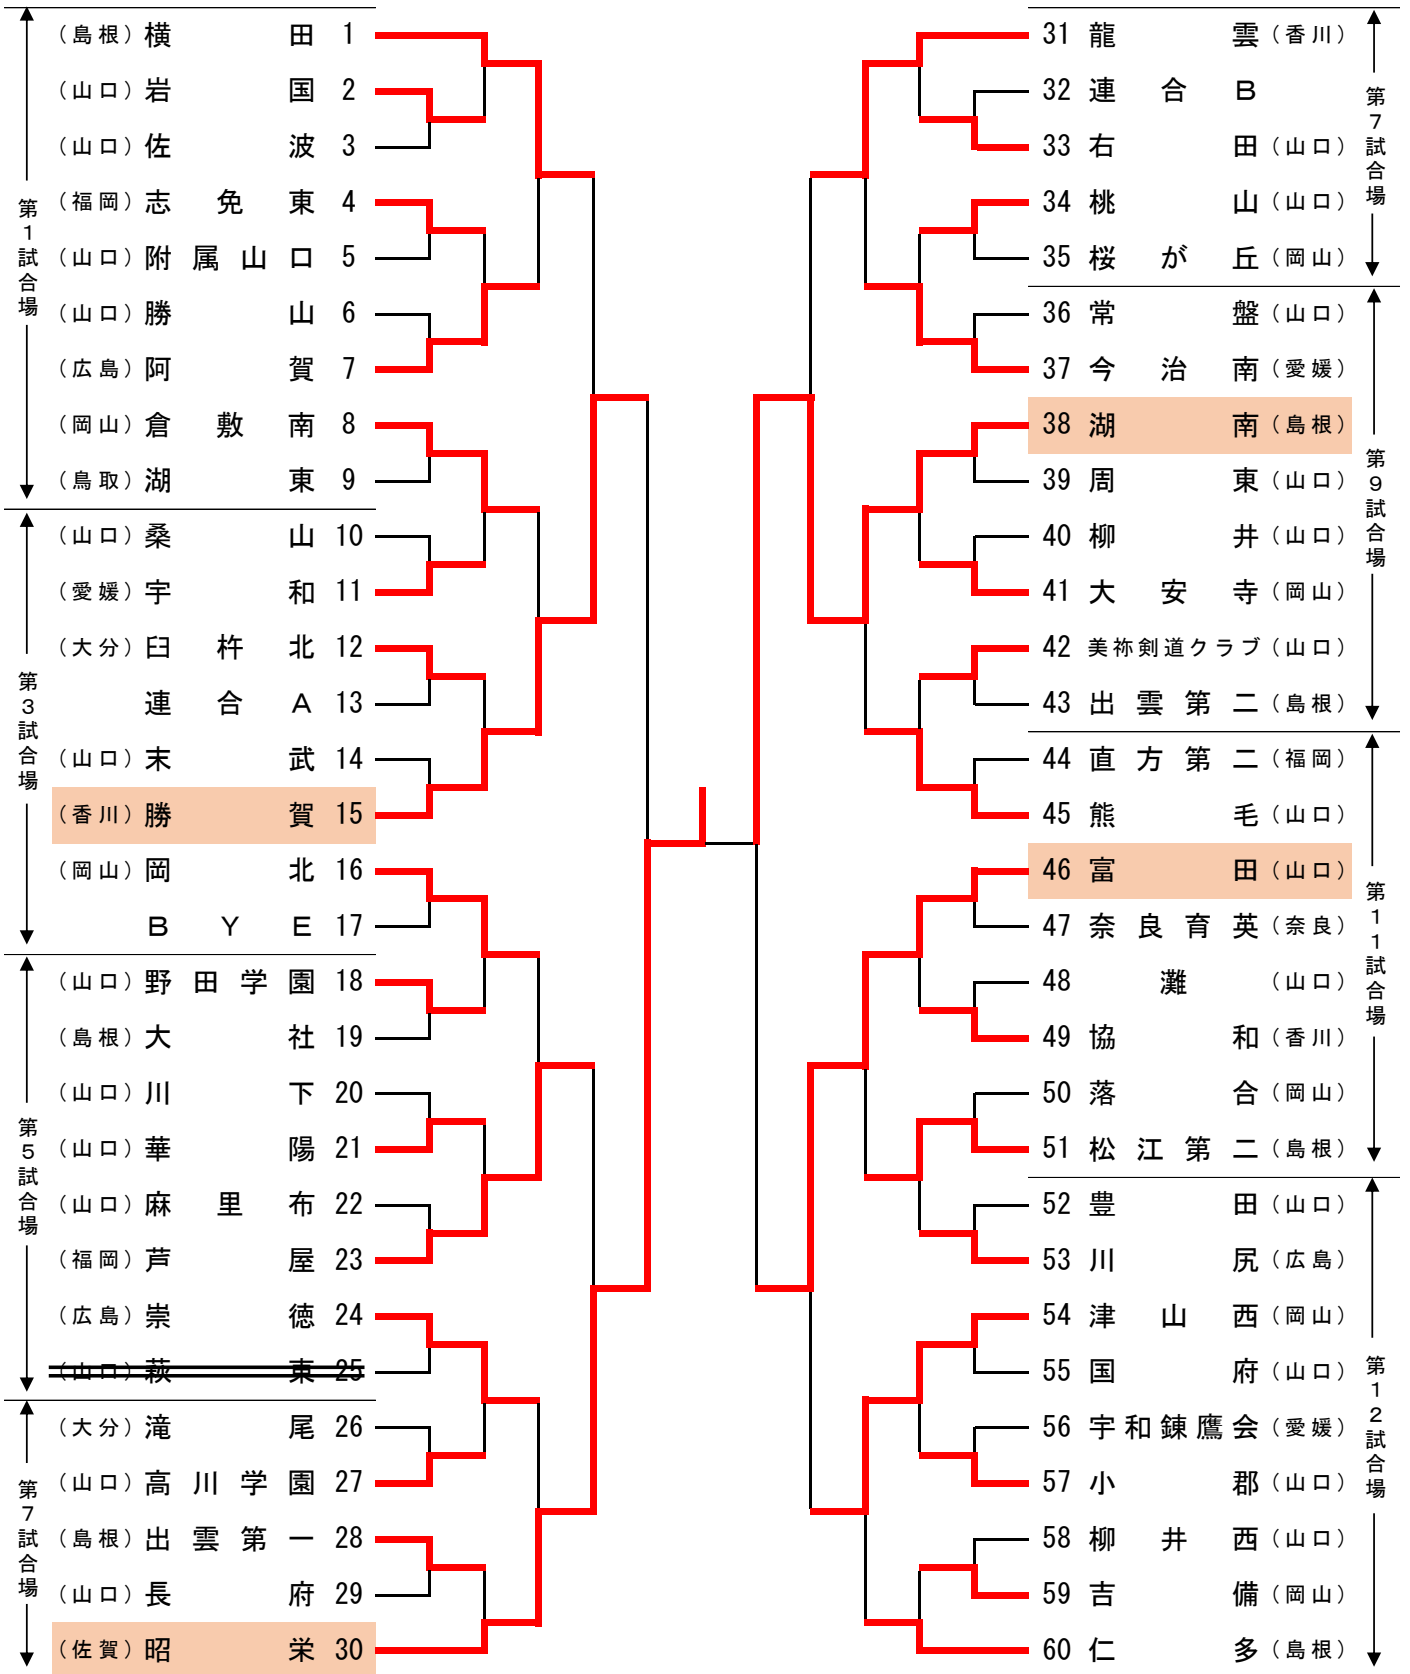 第1試合場
(島根) 横田 1
(山口) 岩国 2
(山口) 佐波 3
(福岡) 志免東 4
(山口) 附属山口 5
(山口) 勝山 6
(広島) 阿賀 7
(岡山) 倉敷南 8
(鳥取) 湖東 9
第3試合場
(山口) 桑山 10
(愛媛) 宇和 11
(大分) 臼杵北 12
連合A 13
(山口) 末武 14
(香川) 勝賀 15
(岡山) 岡北 16
BYE 17
第5試合場
(山口) 野田学園 18
(島根) 大社 19
(山口) 川下 20
(山口) 華陽 21
(山口) 麻里布 22
(福岡) 芦屋 23
(広島) 崇徳 24
(山口) 萩東 25
第7試合場
(大分) 滝尾 26
(山口) 高川学園 27
(島根) 出雲第一 28
(山口) 長府 29
(佐賀) 昭栄 30
第7試合場
31 龍雲 (香川)
32 連合B
33 右田 (山口)
34 桃山 (山口)
35 桜が丘 (岡山)
第9試合場
36 常盤 (山口)
37 今治南 (愛媛)
38 湖南 (島根)
39 周東 (山口)
40 柳井 (山口)
41 大安寺 (岡山)
42 美祢剣道クラブ (山口)
43 出雲第二 (島根)
第11試合場
44 直方第二 (福岡)
45 熊毛 (山口)
46 富田 (山口)
47 奈良育英 (奈良)
48 灘 (山口)
49 協和 (香川)
50 落合 (岡山)
51 松江第二 (島根)
第12試合場
52 豊田 (山口)
53 川尻 (広島)
54 津山西 (岡山)
55 国府 (山口)
56 宇和錬鷹会 (愛媛)
57 小郡 (山口)
58 柳井西 (山口)
59 吉備 (岡山)
60 仁多 (島根)